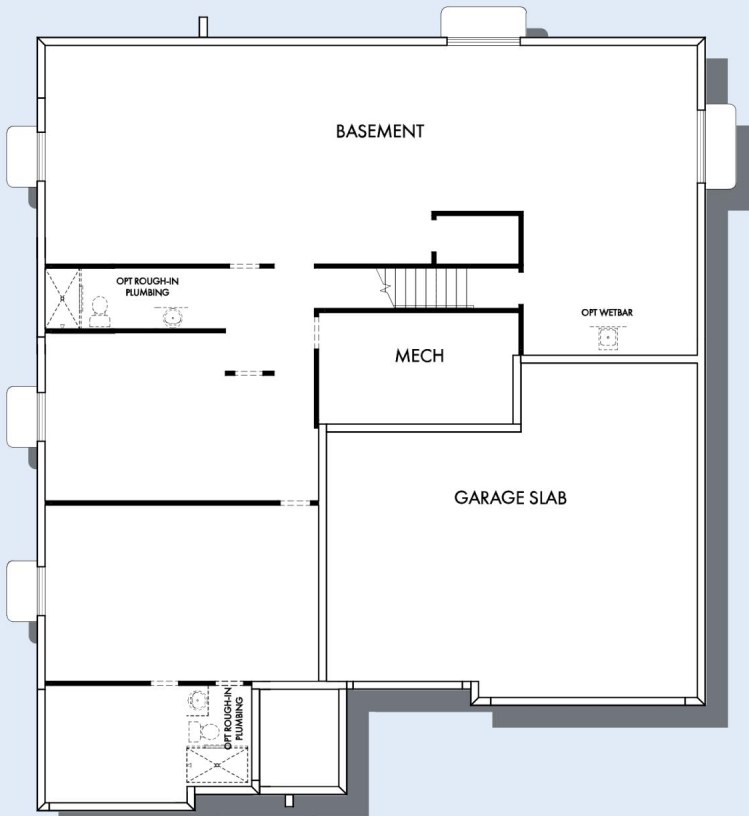 BASEMENT
OPT ROUGH-IN
PLUMBING
OPT WETBAR
MECH
GARAGE SLAB
OPT ROUGH-IN
PLUMBING